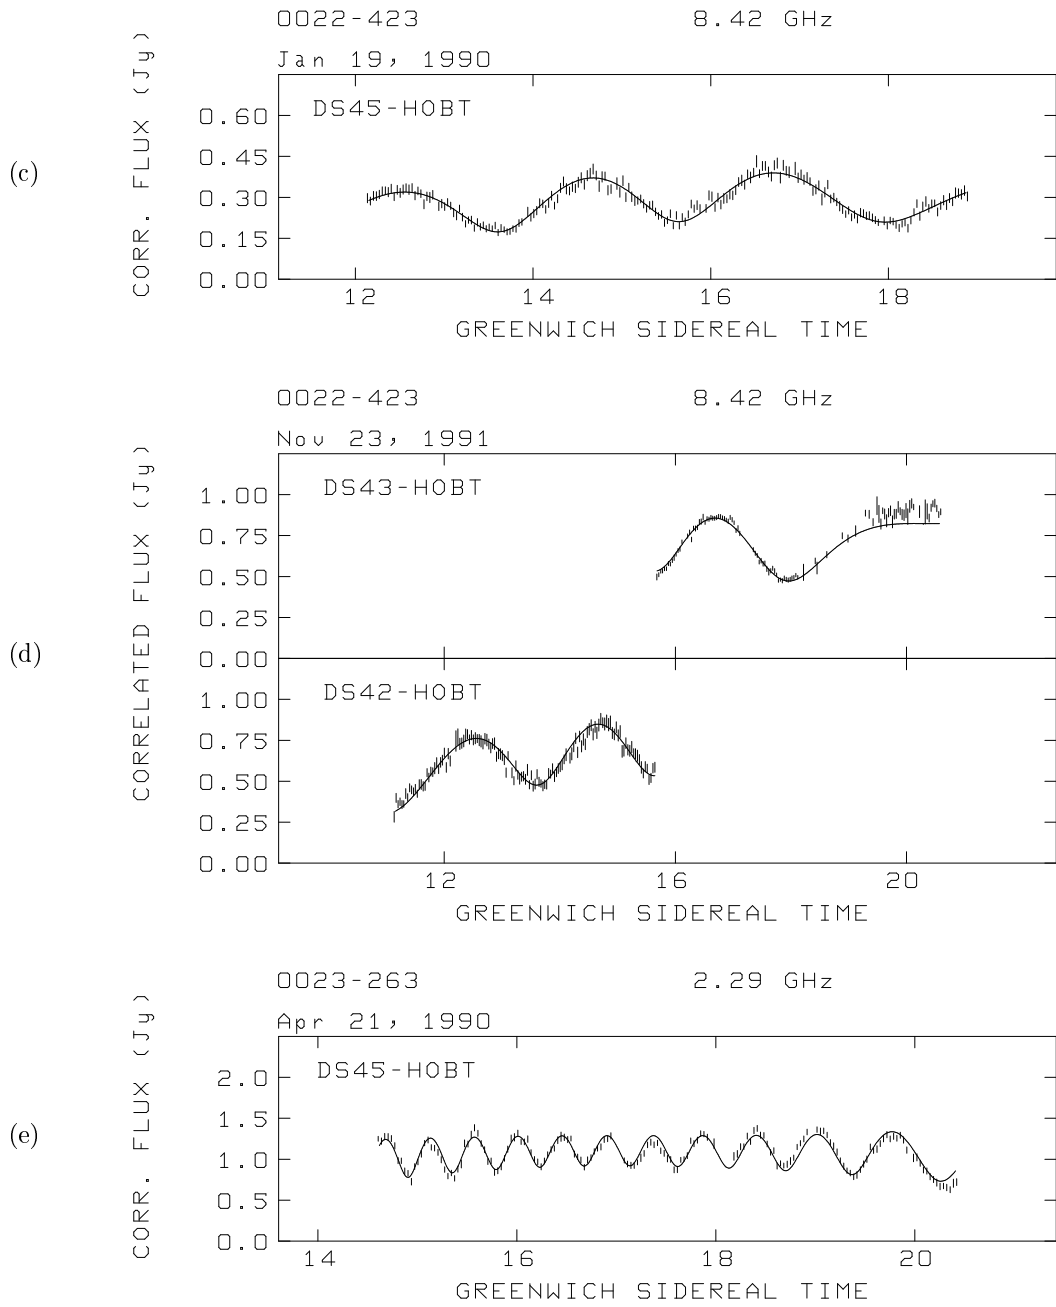 0022-423 8.42 GHz
Jan 19, 1990
(c)
CORR. FLUX (Jy)
DS45-HOBT
0.60
0.45
0.30
0.15
0.00
12 14 16 18
GREENWICH SIDEREAL TIME
0022-423 8.42 GHz
Nov 23, 1991
(d)
CORRELATED FLUX (Jy)
DS43-HOBT
1.00
0.75
0.50
0.25
0.00
DS42-HOBT
1.00
0.75
0.50
0.25
0.00
12 16 20
GREENWICH SIDEREAL TIME
0023-263 2.29 GHz
Apr 21, 1990
(e)
CORR. FLUX (Jy)
DS45-HOBT
2.0
1.5
1.0
0.5
0.0
14 16 18 20
GREENWICH SIDEREAL TIME